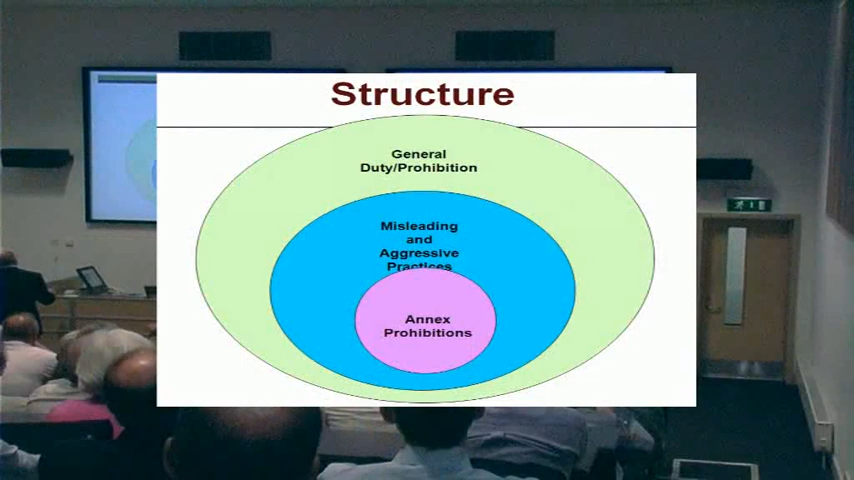 Structure
General
Duty/Prohibition
Misleading
and
Aggressive
Practices
Annex
Prohibitions